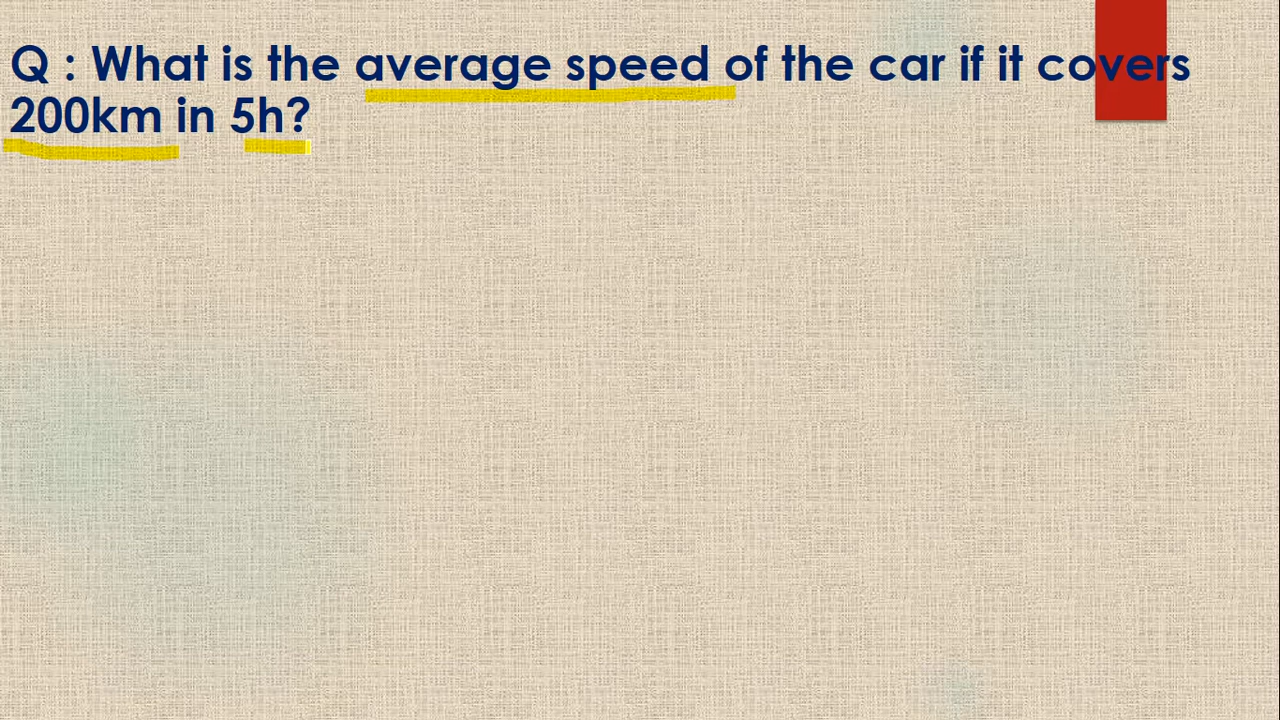 Q : What is the average speed of the car if it covers
200km in 5h?